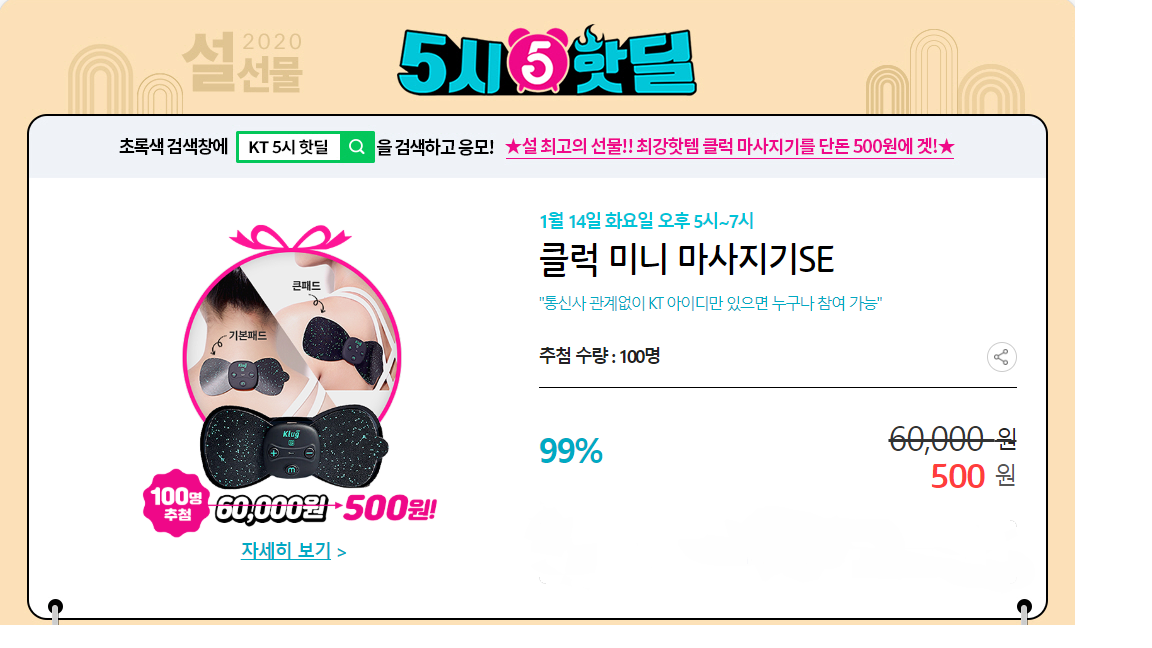 설 2020
선물
5시 5 핫딜
초록색 검색창에 KT 5시 핫딜 을 검색하고 응모! ★설 최고의 선물!! 최강핫템 클럭 마사지기를 단돈 500원에 겟!★
1월 14일 화요일 오후 5시~7시
클럭 미니 마사지기SE
"통신사 관계없이 KT 아이디만 있으면 누구나 참여 가능"
추첨 수량 : 100명
99%
60,000 원
500 원
큰패드
기본패드
Klug
Klug
100명
추첨
60,000원 500원!
자세히 보기 >